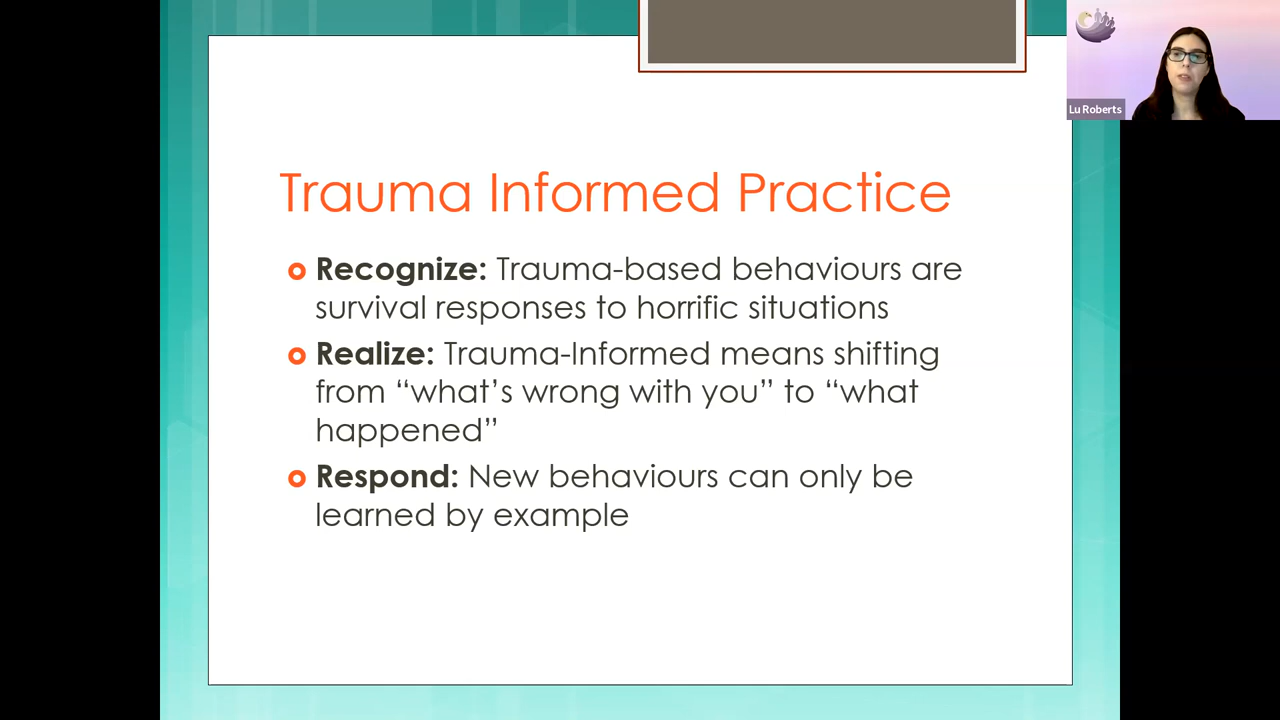 Trauma Informed Practice
Recognize: Trauma-based behaviours are
survival responses to horrific situations
Realize: Trauma-Informed means shifting
from “what’s wrong with you” to “what
happened”
Respond: New behaviours can only be
learned by example
Lu Roberts